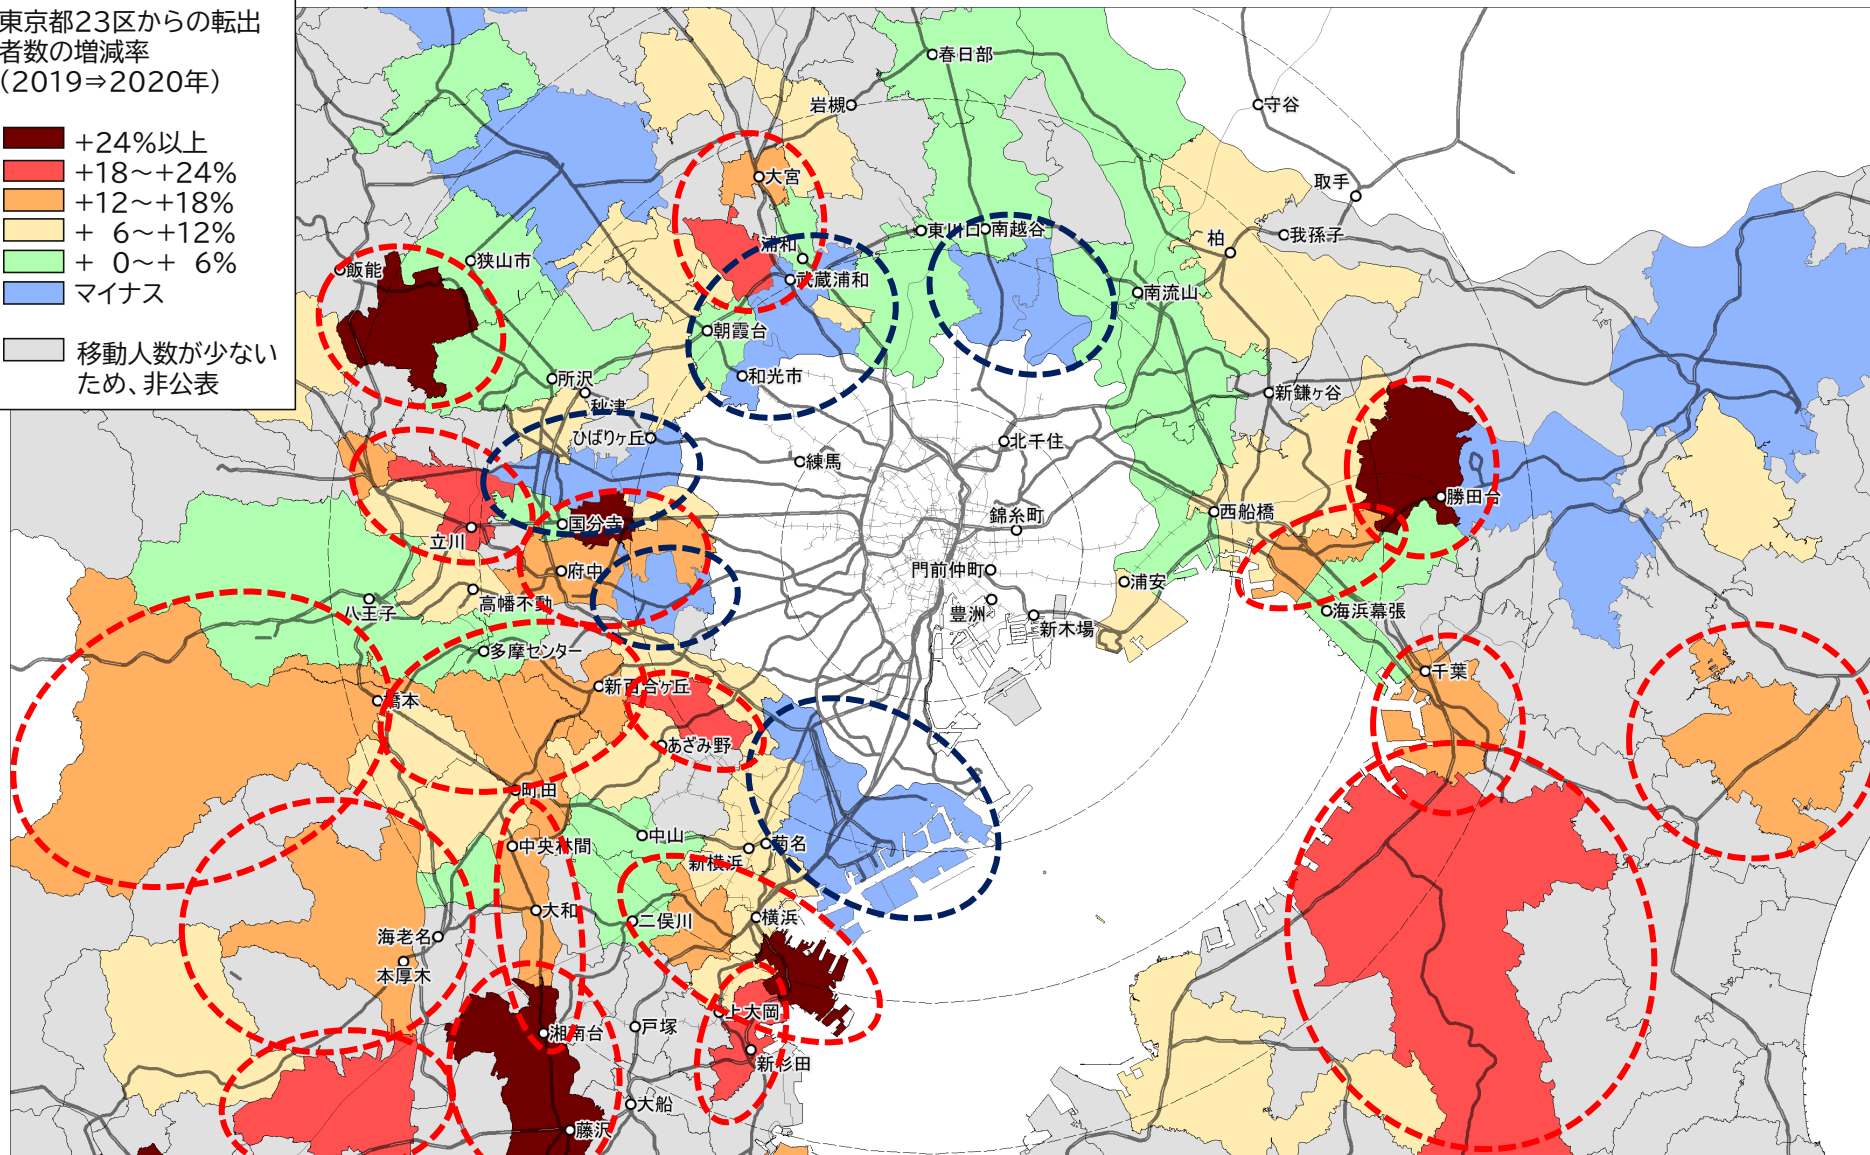 東京都23区からの転出
者数の増減率
（2019⇒2020年）
+24%以上
+18～+24%
+12～+18%
+ 6～+12%
+ 0～+ 6%
マイナス
移動人数が少ない
ため、非公表
春日部
岩槻
守谷
大宮
取手
東川口
南越谷
柏
我孫子
浦和
狭山市
飯能
武蔵浦和
南流山
朝霞台
和光市
所沢
新鎌ヶ谷
秋津
ひばりヶ丘
北千住
練馬
勝田台
西船橋
錦糸町
国分寺
立川
府中
門前仲町
浦安
高幡不動
八王子
豊洲
新木場
海浜幕張
多摩センター
千葉
新百合ヶ丘
橋本
あざみ野
町田
中山
中央林間
菊名
新横浜
大和
二俣川
横浜
海老名
本厚木
上大岡
湘南台
戸塚
新杉田
大船
藤沢